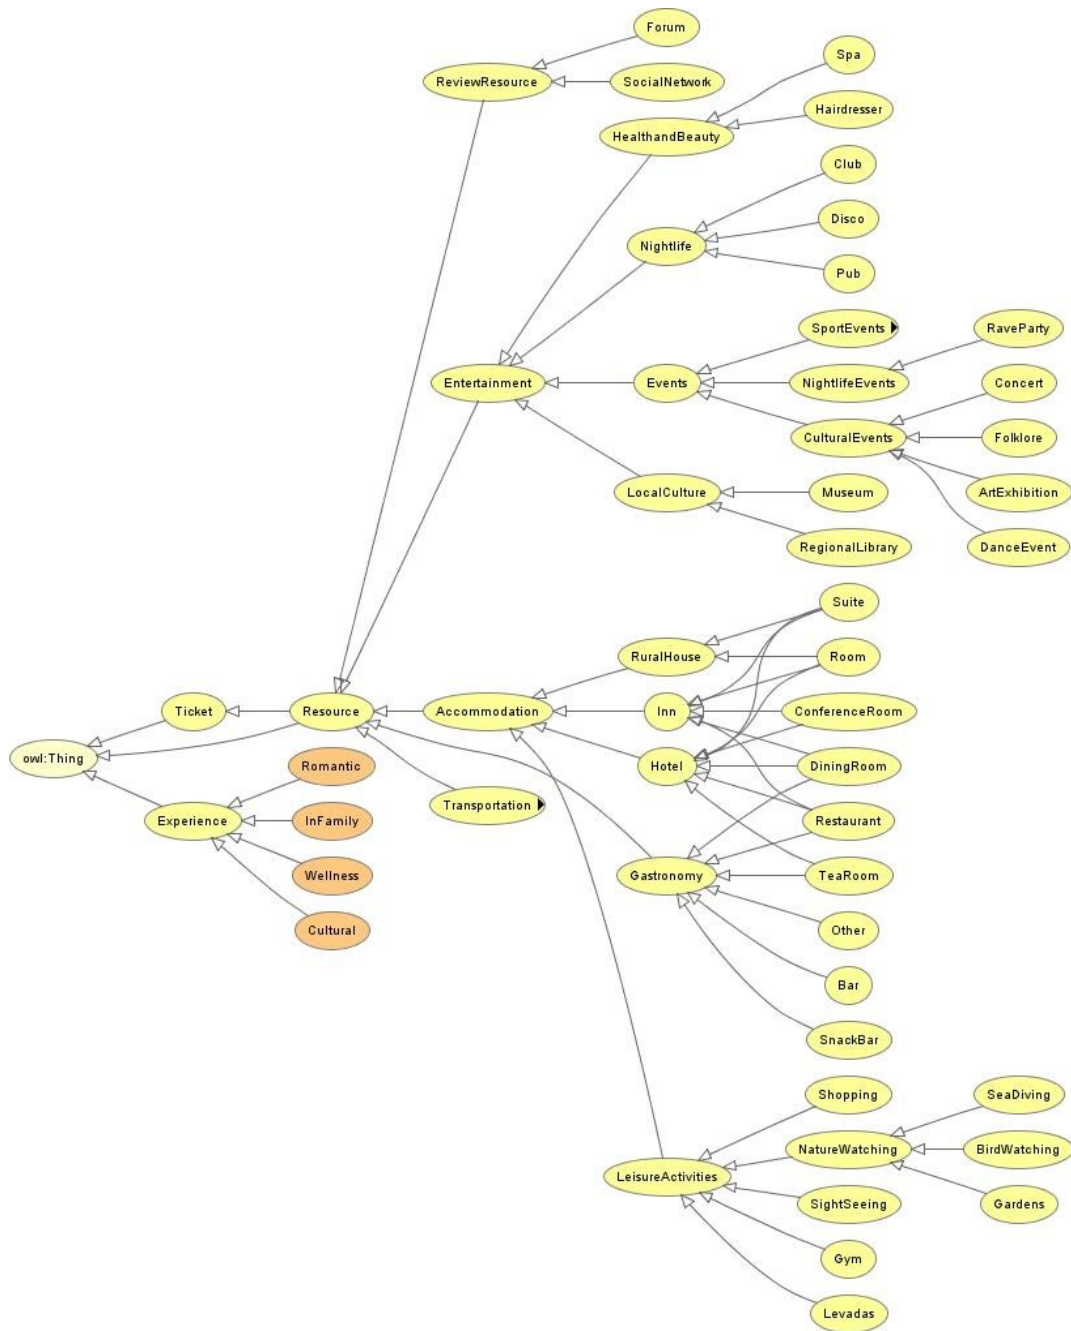 Forum
Spa
ReviewResource
SocialNetwork
Hairdresser
HealthandBeauty
Club
Disco
Nightlife
Pub
SportEvents
RaveParty
Entertainment
Events
NightlifeEvents
Concert
CulturalEvents
Folklore
LocalCulture
Museum
ArtExhibition
RegionalLibrary
DanceEvent
Suite
RuralHouse
Room
Ticket
Resource
Accommodation
Inn
ConferenceRoom
owl:Thing
Romantic
Hotel
DiningRoom
Transportation
Experience
InFamily
Restaurant
Wellness
Gastronomy
TeaRoom
Cultural
Other
Bar
SnackBar
Shopping
SeaDiving
NatureWatching
BirdWatching
LeisureActivities
SightSeeing
Gardens
Gym
Levadas